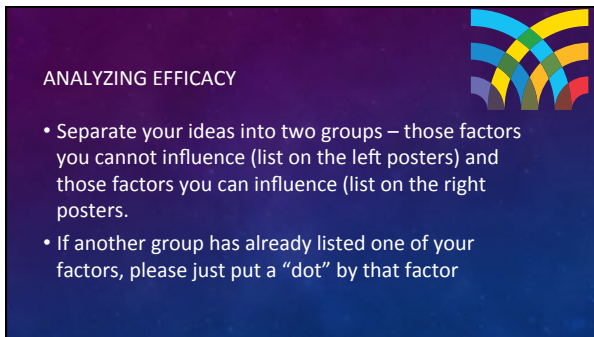 ANALYZING EFFICACY
• Separate your ideas into two groups – those factors
you cannot influence (list on the left posters) and
those factors you can influence (list on the right
posters.
• If another group has already listed one of your
factors, please just put a “dot” by that factor